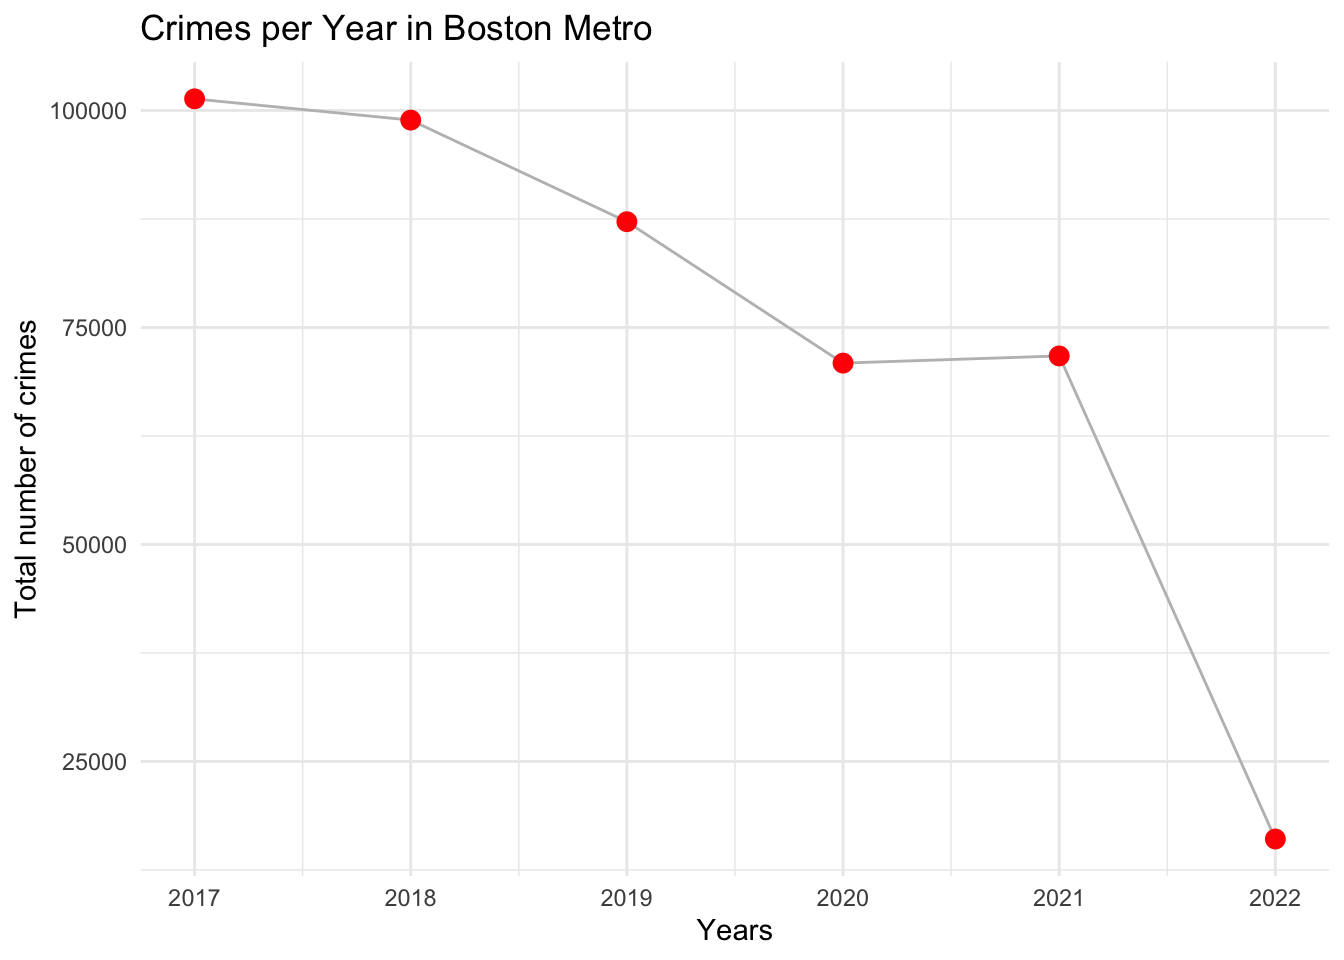 Crimes per Year in Boston Metro
Total number of crimes
100000
75000
50000
25000
2017 2018 2019 2020 2021 2022
Years